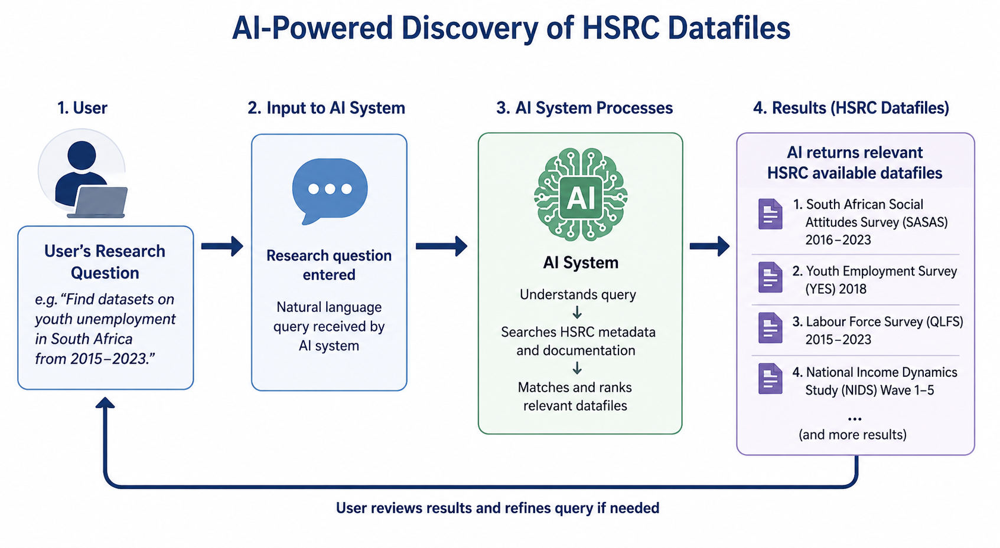 AI-Powered Discovery of HSRC Datafiles
1. User
User's Research
Question
e.g. “Find datasets on
youth unemployment
in South Africa
from 2015–2023.”
2. Input to AI System
Research question
entered
Natural language
query received by
AI system
3. AI System Processes
AI
AI System
Understands query
Searches HSRC metadata
and documentation
Matches and ranks
relevant datafiles
4. Results (HSRC Datafiles)
AI returns relevant
HSRC available datafiles
1. South African Social
Attitudes Survey (SASAS)
2016–2023
2. Youth Employment Survey
(YES) 2018
3. Labour Force Survey (QLFS)
2015–2023
4. National Income Dynamics
Study (NIDS) Wave 1–5
...
(and more results)
User reviews results and refines query if needed